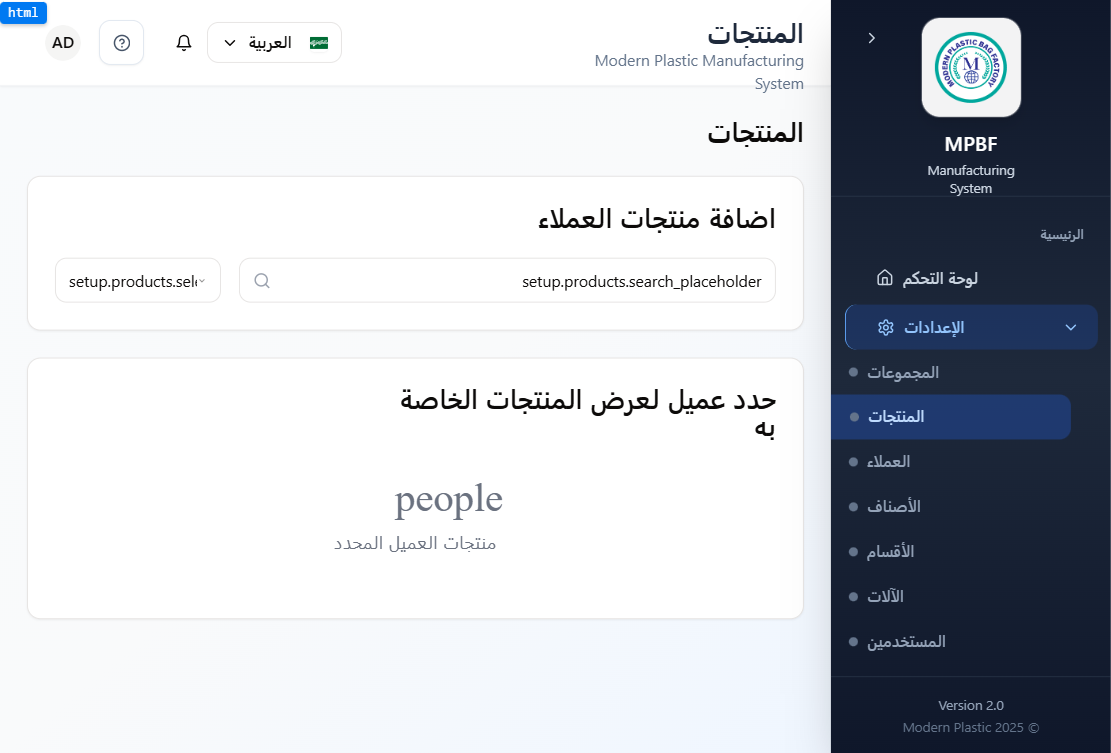 html
AD
العربية
المنتجات
Modern Plastic Manufacturing
System
المنتجات
اضافة منتجات العملاء
setup.products.search_placeholder
setup.products.sel
حدد عميل لعرض المنتجات الخاصة
به
people
منتجات العميل المحدد
MODERN PLASTIC BAG FACTORY
M
MPBF
Manufacturing
System
الرئيسية
لوحة التحكم
الإعدادات
المجموعات
المنتجات
العملاء
الأصناف
الأقسام
الآلات
المستخدمين
Version 2.0
Modern Plastic 2025 ©